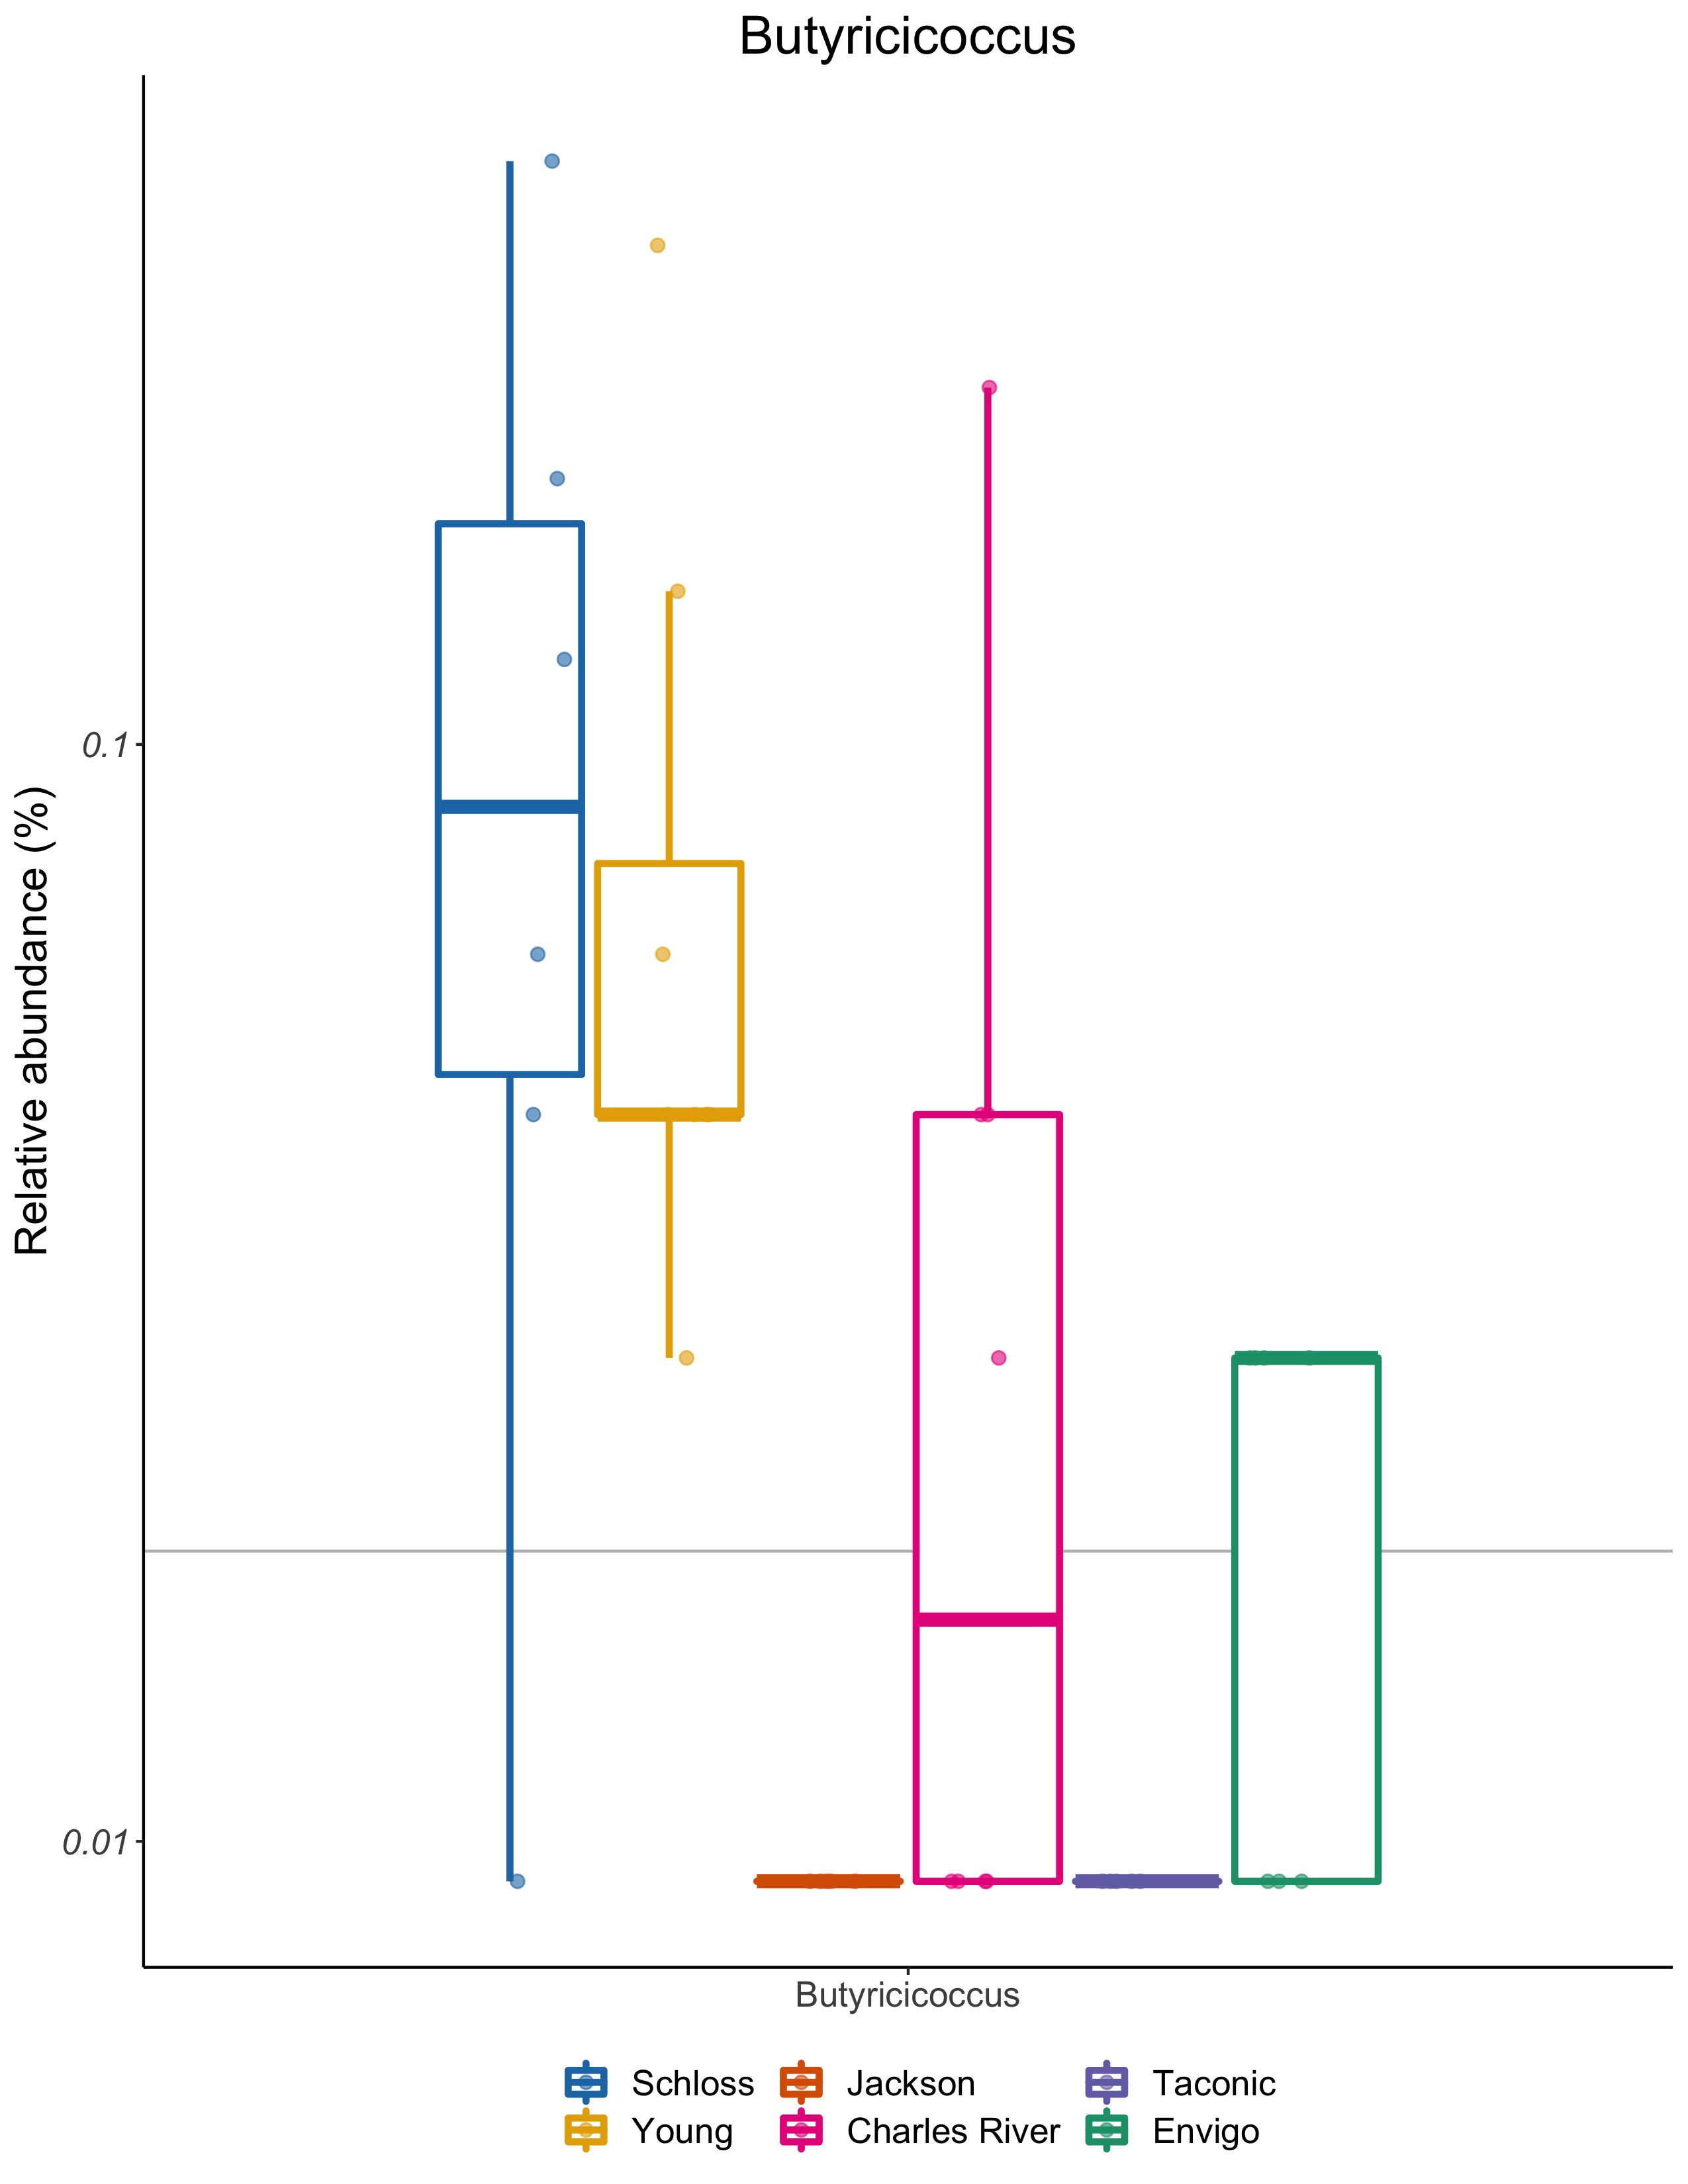 Butyricicoccus
Relative abundance (%)
0.1
0.01
Butyricicoccus
Schloss
Jackson
Taconic
Young
Charles River
Envigo